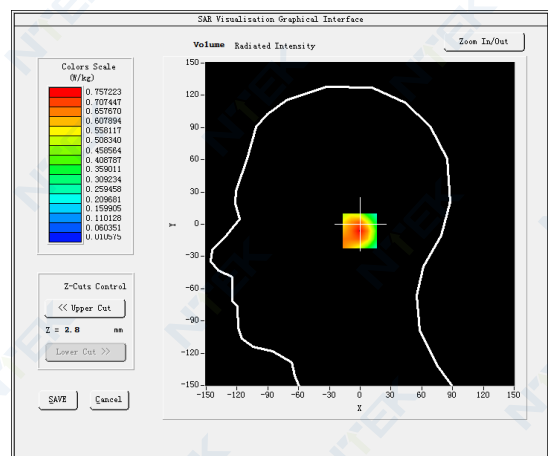 SAR Visualisation Graphical Interface
Volume Radiated Intensity
Zoom In/Out
Colors Scale
(W/kg)
0.757223
0.707447
0.657670
0.607894
0.558117
0.508340
0.458564
0.408787
0.359011
0.309234
0.259458
0.209681
0.159905
0.110128
0.060351
0.010575
Z-Cuts Control
<< Upper Cut
Z = 2.8 mm
Lower Cut >>
SAVE Cancel
150
120
90
60
30
0
-30
-60
-90
-120
-150
Y
-150 -120 -90 -60 -30 0 30 60 90 120 150
X
NTEK